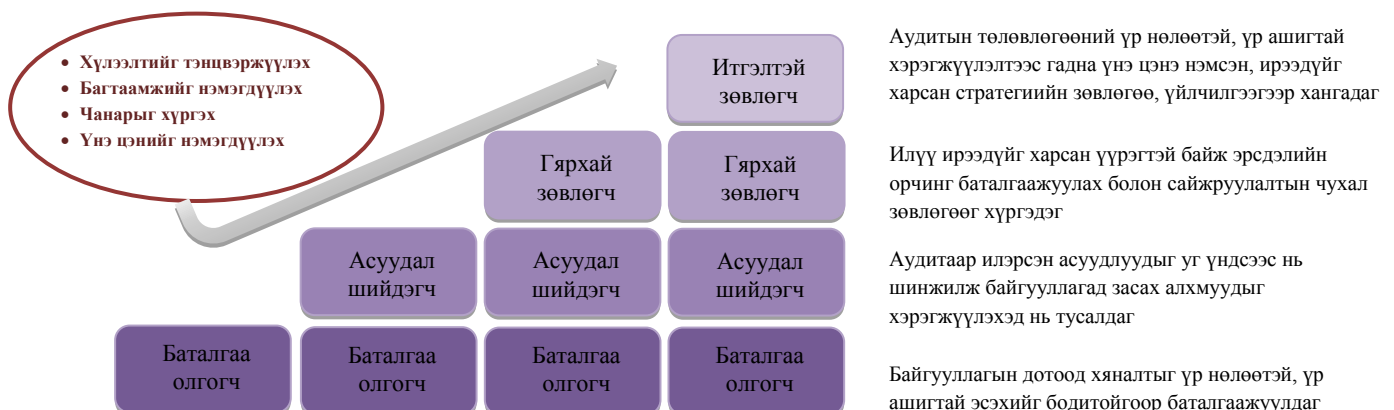 • Хүлээлтийг тэнцвэржүүлэх
• Багтаамжийг нэмэгдүүлэх
• Чанарыг хүргэх
• Үнэ цэнийг нэмэгдүүлэх
Итгэлтэй
зөвлөгч
Аудитын төлөвлөгөөний үр нөлөөтэй, үр ашигтай
хэрэгжүүлэлтээс гадна үнэ цэнэ нэмсэн, ирээдүйг
харсан стратегийн зөвлөгөө, үйлчилгээгээр хангадаг
Гярхай
зөвлөгч
Гярхай
зөвлөгч
Илүү ирээдүйг харсан үүрэгтэй байж эрсдэлийн
орчинг баталгаажуулах болон сайжруулалтын чухал
зөвлөгөөг хүргэдэг
Асуудал
шийдэгч
Асуудал
шийдэгч
Асуудал
шийдэгч
Аудитаар илэрсэн асуудлуудыг уг үндсээс нь
шинжилж байгууллагад засах алхмуудыг
хэрэгжүүлэхэд нь тусалдаг
Баталгаа
олгогч
Баталгаа
олгогч
Баталгаа
олгогч
Баталгаа
олгогч
Байгууллагын дотоод хяналтыг үр нөлөөтэй, үр
ашигтай эсэхийг бодитойгоор баталгаажуулдаг